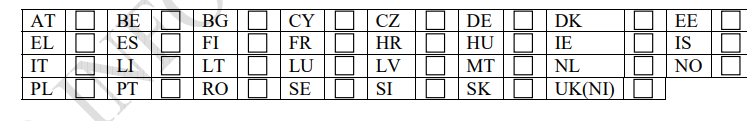 AT ☐ BE ☐ BG ☐ CY ☐ CZ ☐ DE ☐ DK ☐ EE ☐
EL ☐ ES ☐ FI ☐ FR ☐ HR ☐ HU ☐ IE ☐ IS ☐
IT ☐ LI ☐ LT ☐ LU ☐ LV ☐ MT ☐ NL ☐ NO ☐
PL ☐ PT ☐ RO ☐ SE ☐ SI ☐ SK ☐ UK(NI) ☐